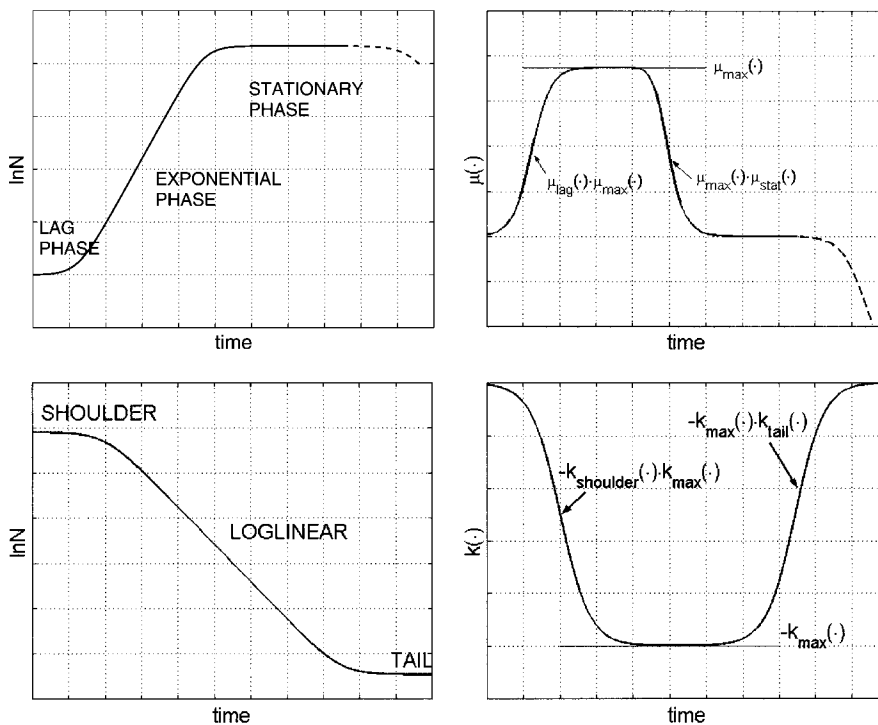 lnN
LAG
PHASE
EXPONENTIAL
PHASE
STATIONARY
PHASE
time
μ(·)
μmax(·)
μlag(·)·μmax(·)
μmax(·)·μstat(·)
time
lnN
SHOULDER
LOGLINEAR
TAIL
time
k(·)
-kshoulder(·)·kmax(·)
-kmax(·)·ktail(·)
-kmax(·)
time